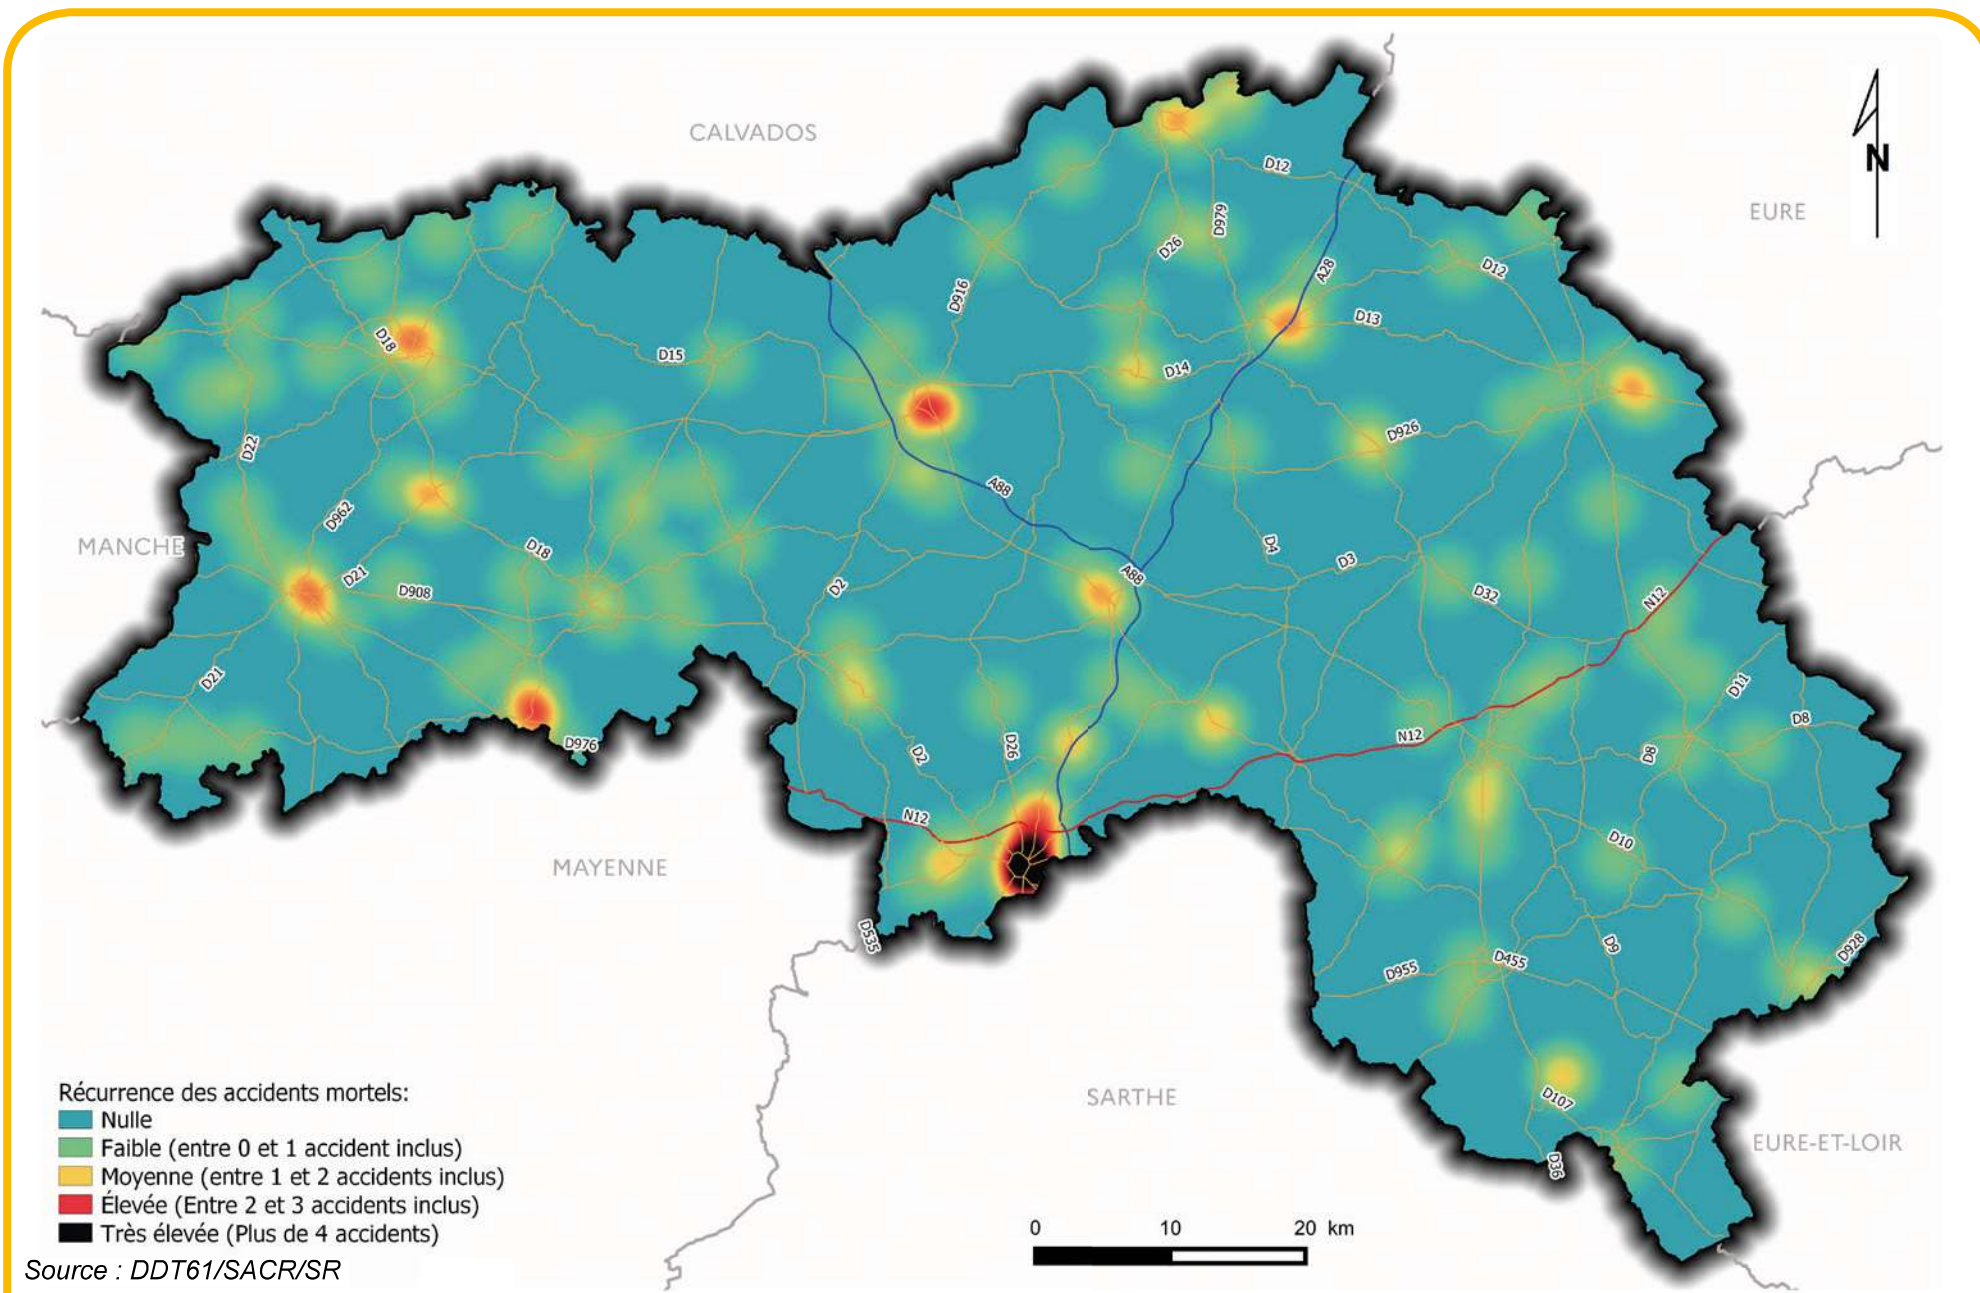 CALVADOS
EURE
N
D12
D979
D26
A28
D12
D916
D13
D18
D15
D14
D22
D926
A88
D962
MANCHE
D18
D4
D3
A88
D21
D908
D2
D32
N12
D21
D11
D976
D26
D2
N12
D8
D8
N12
MAYENNE
D10
D535
D9
D928
D955
D455
SARTHE
D107
D36
EURE-ET-LOIR
Récurrence des accidents mortels:
Nulle
Faible (entre 0 et 1 accident inclus)
Moyenne (entre 1 et 2 accidents inclus)
Élevée (Entre 2 et 3 accidents inclus)
Très élevée (Plus de 4 accidents)
0 10 20 km
Source : DDT61/SACR/SR